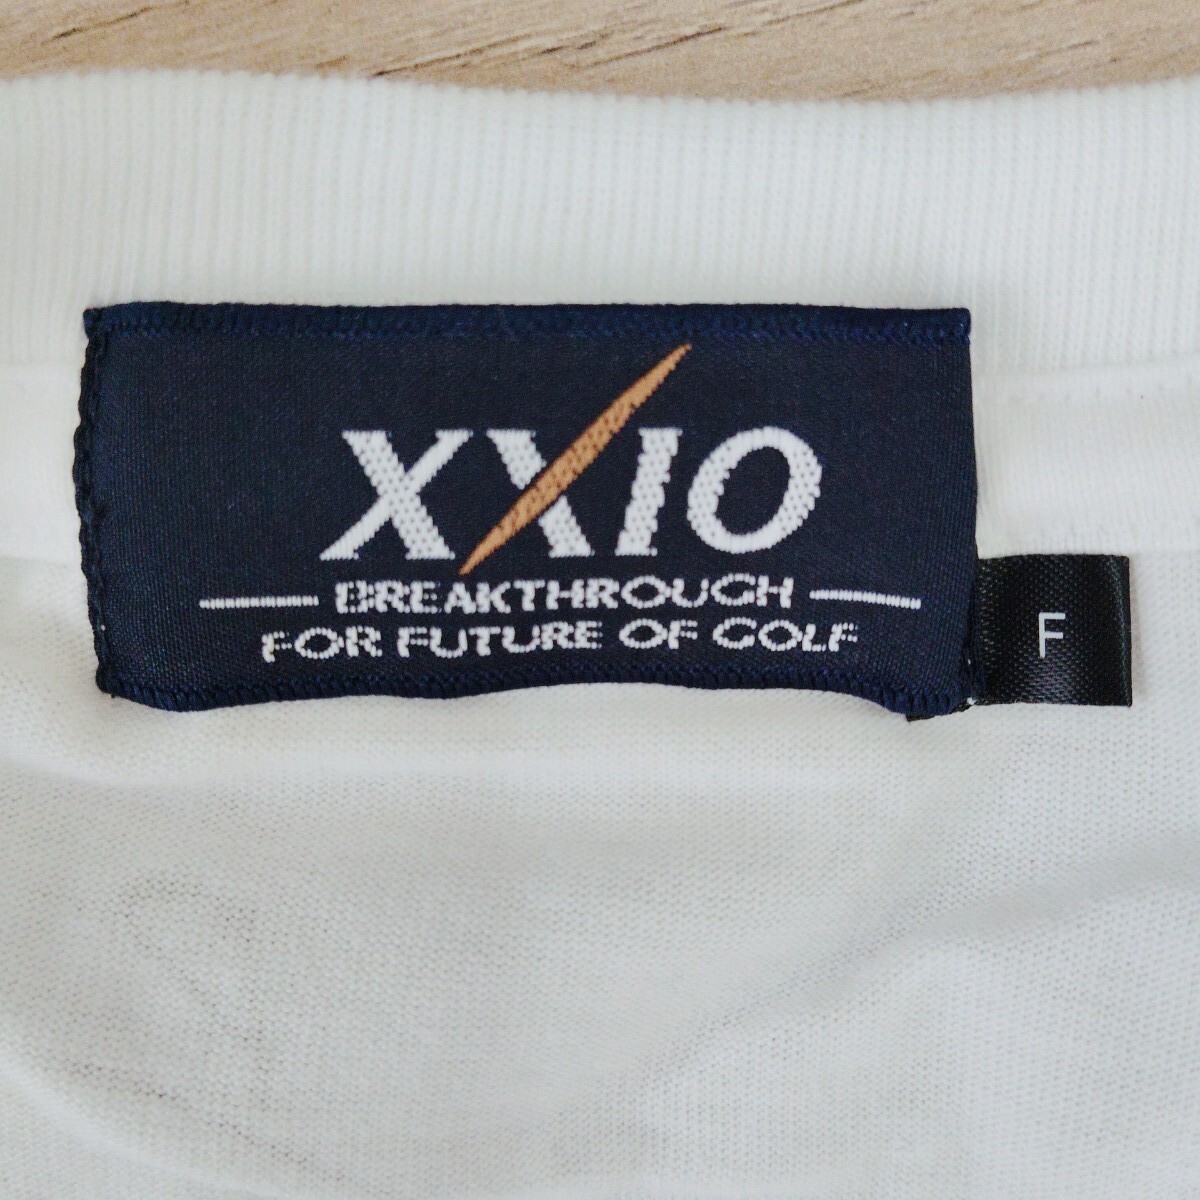 XXIO
BREAKTHROUGH
FOR FUTURE OF GOLF
F